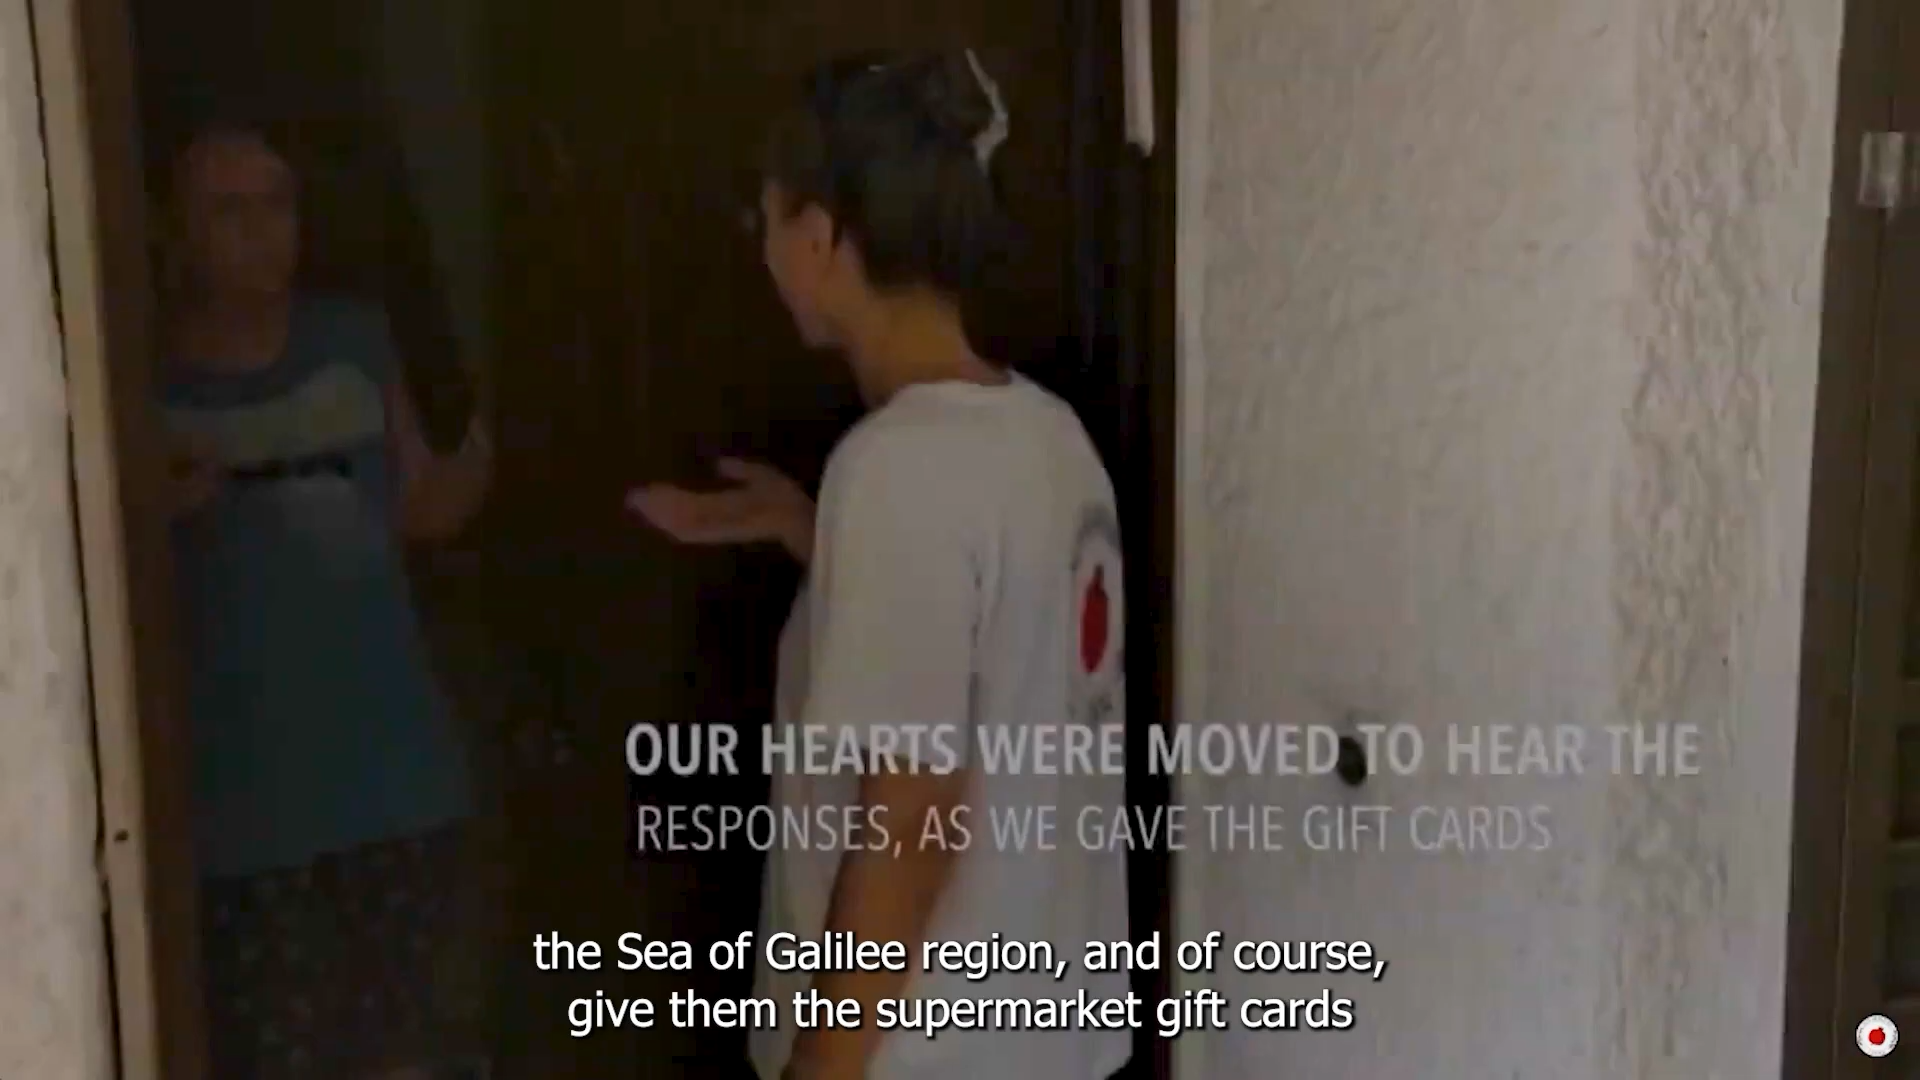 OUR HEARTS WERE MOVED TO HEAR THE
RESPONSES, AS WE GAVE THE GIFT CARDS
the Sea of Galilee region, and of course,
give them the supermarket gift cards